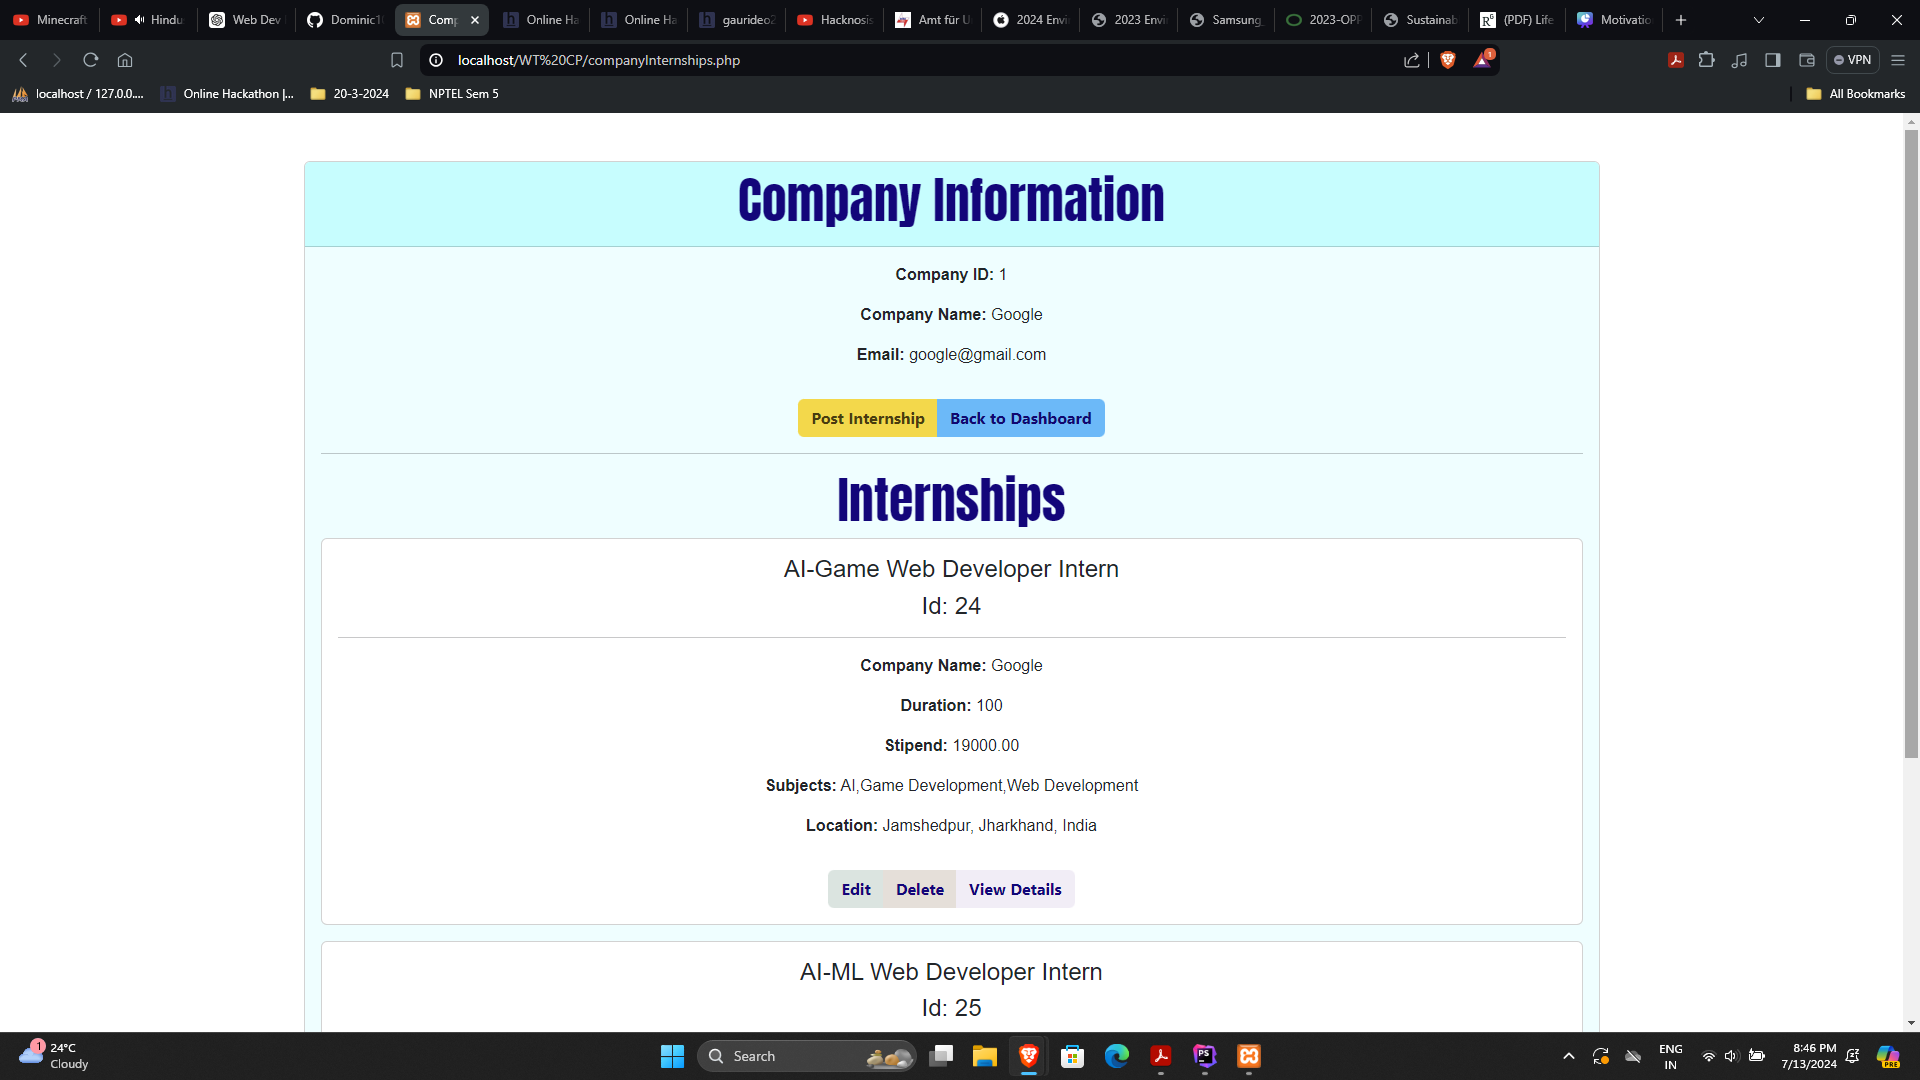 Minecraft
Hindu
Web Dev
Dominic1
Comp
Online Ha
Online Ha
gaurideo2
Hacknosis
Amt für U
2024 Envi
2023 Envi
Samsung_
2023-OPP
Sustainab
(PDF) Life
Motivatio
localhost/WT%20CP/companyInternships.php
1
VPN
localhost / 127.0.0....
Online Hackathon |...
20-3-2024
NPTEL Sem 5
All Bookmarks
Company Information
Company ID: 1
Company Name: Google
Email: google@gmail.com
Post Internship
Back to Dashboard
Internships
AI-Game Web Developer Intern
Id: 24
Company Name: Google
Duration: 100
Stipend: 19000.00
Subjects: AI,Game Development,Web Development
Location: Jamshedpur, Jharkhand, India
Edit
Delete
View Details
AI-ML Web Developer Intern
Id: 25
1
24°C
Cloudy
Search
PS
ENG
IN
8:46 PM
7/13/2024
PRE